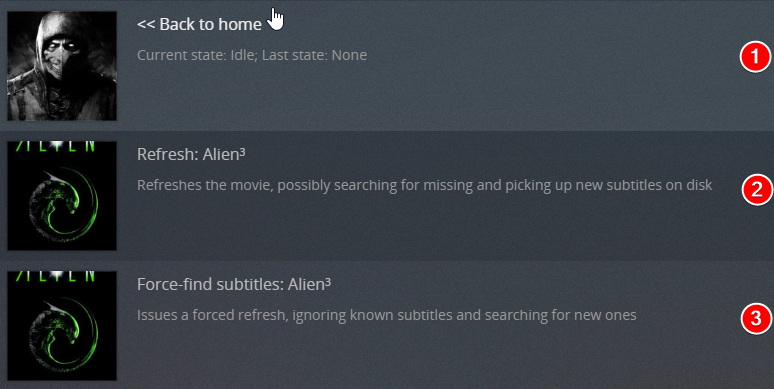 << Back to home
Current state: Idle; Last state: None
1
Refresh: Alien³
Refreshes the movie, possibly searching for missing and picking up new subtitles on disk
2
Force-find subtitles: Alien³
Issues a forced refresh, ignoring known subtitles and searching for new ones
3